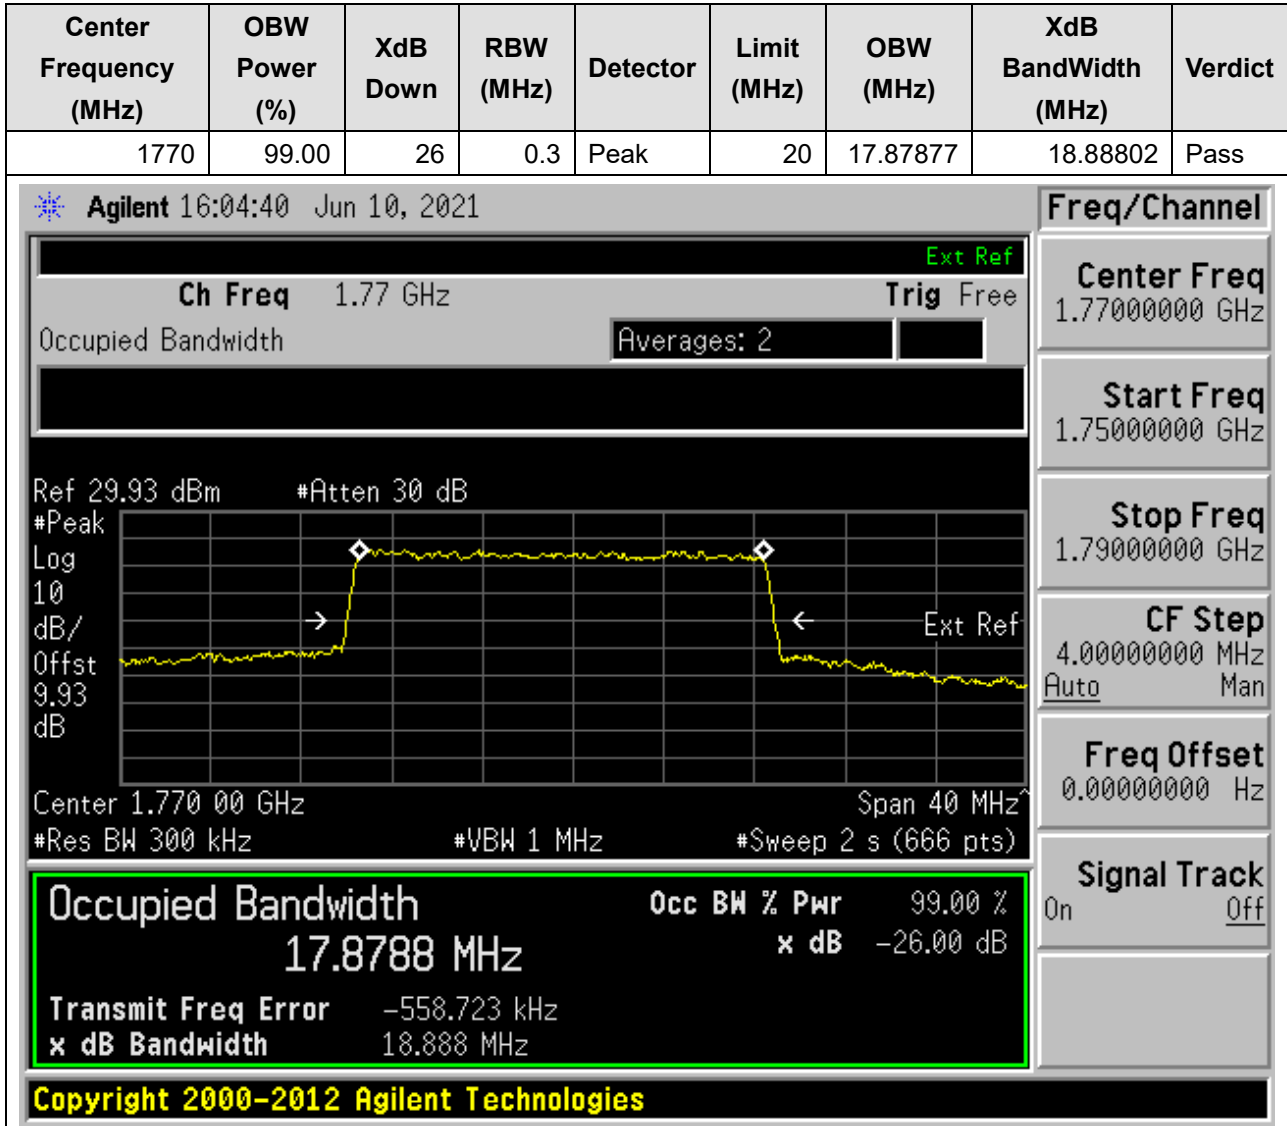 Center Frequency (MHz) OBW Power (%) XdB Down RBW (MHz) Detector Limit (MHz) OBW (MHz) XdB BandWidth (MHz) Verdict
1770 99.00 26 0.3 Peak 20 17.87877 18.88802 Pass
Agilent 16:04:40 Jun 10, 2021
Freq/Channel
Ext Ref
Ch Freq 1.77 GHz Trig Free
Occupied Bandwidth Averages: 2
Center Freq
1.77000000 GHz
Start Freq
1.75000000 GHz
Stop Freq
1.79000000 GHz
CF Step
4.00000000 MHz
Auto Man
Freq Offset
0.00000000 Hz
Signal Track
On Off
Ref 29.93 dBm #Atten 30 dB
#Peak
Log
10
dB/
Offst
9.93
dB
Ext Ref
Center 1.770 00 GHz Span 40 MHz^
#Res BW 300 kHz #VBW 1 MHz #Sweep 2 s (666 pts)
Occupied Bandwidth Occ BW % Pwr 99.00 %
17.8788 MHz x dB -26.00 dB
Transmit Freq Error -558.723 kHz
x dB Bandwidth 18.888 MHz
Copyright 2000-2012 Agilent Technologies